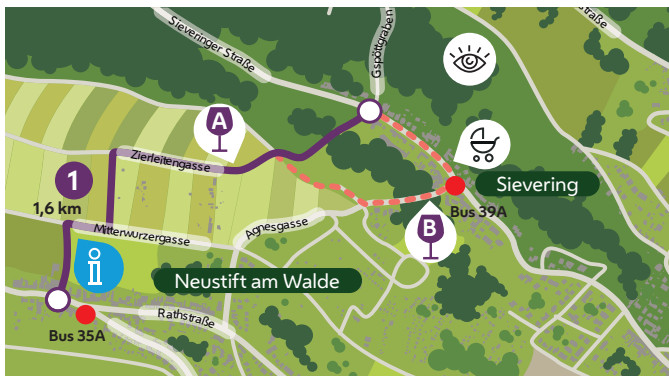 Sieveringer Straße
Gspöttgraben
straße
A
Zierleitengasse
1
1,6 km
Sievering
Bus 39A
B
Mitterwurzergasse
Agnesgasse
i
Neustift am Walde
Rathstraße
Bus 35A